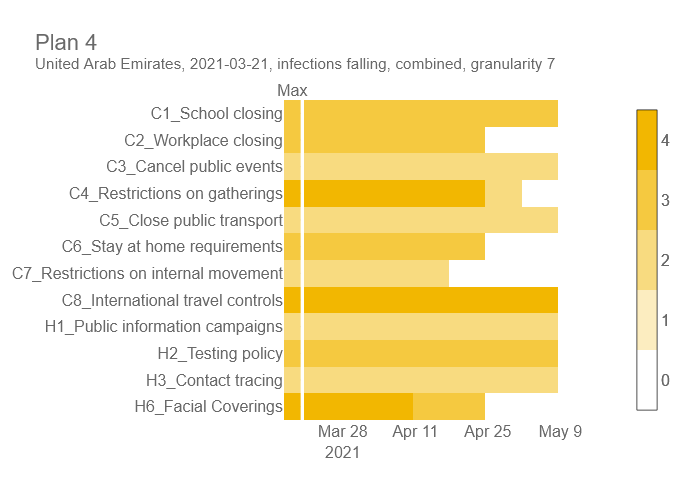 Plan 4
United Arab Emirates, 2021-03-21, infections falling, combined, granularity 7
Max
C1_School closing
C2_Workplace closing
C3_Cancel public events
C4_Restrictions on gatherings
C5_Close public transport
C6_Stay at home requirements
C7_Restrictions on internal movement
C8_International travel controls
H1_Public information campaigns
H2_Testing policy
H3_Contact tracing
H6_Facial Coverings
Mar 28 Apr 11 Apr 25 May 9
2021
4
3
2
1
0